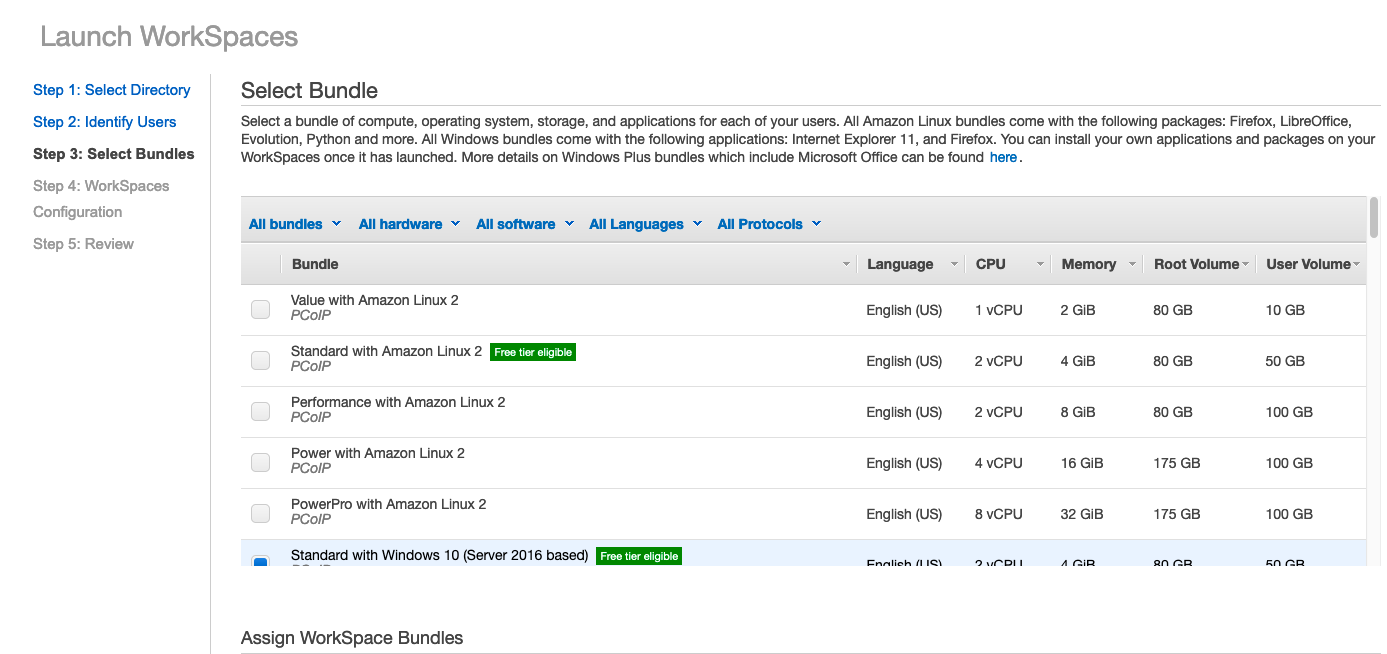 Launch WorkSpaces
Step 1: Select Directory
Step 2: Identify Users
Step 3: Select Bundles
Step 4: WorkSpaces
Configuration
Step 5: Review
Select Bundle
Select a bundle of compute, operating system, storage, and applications for each of your users. All Amazon Linux bundles come with the following packages: Firefox, LibreOffice,
Evolution, Python and more. All Windows bundles come with the following applications: Internet Explorer 11, and Firefox. You can install your own applications and packages on your
WorkSpaces once it has launched. More details on Windows Plus bundles which include Microsoft Office can be found here.
All bundles All hardware All software All Languages All Protocols
Bundle Language CPU Memory Root Volume User Volume
Value with Amazon Linux 2
PCoIP
English (US) 1 vCPU 2 GiB 80 GB 10 GB
Standard with Amazon Linux 2 Free tier eligible
PCoIP
English (US) 2 vCPU 4 GiB 80 GB 50 GB
Performance with Amazon Linux 2
PCoIP
English (US) 2 vCPU 8 GiB 80 GB 100 GB
Power with Amazon Linux 2
PCoIP
English (US) 4 vCPU 16 GiB 175 GB 100 GB
PowerPro with Amazon Linux 2
PCoIP
English (US) 8 vCPU 32 GiB 175 GB 100 GB
Standard with Windows 10 (Server 2016 based) Free tier eligible
English (US) 2 vCPU 4 GiB 80 GB 50 GB
Assign WorkSpace Bundles